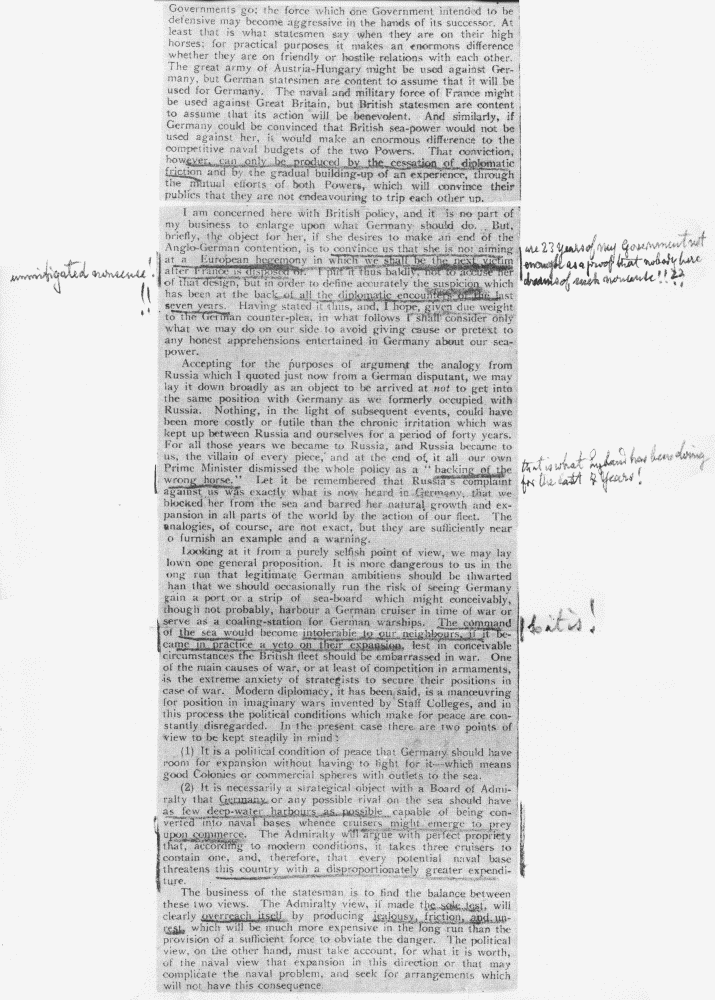 Governments go; the force which one Government intended to be
defensive may become aggressive in the hands of its successor. At
least that is what statesmen say when they are on their high
horses; for practical purposes it makes an enormons difference
whether they are on friendly or hostile relations with each other.
The great army of Austria-Hungary might be used against Ger-
many, but German statesmen are content to assume that it will be
used for Germany. The naval and military force of France might
be used against Great Britain, but British statesmen are content
to assume that its action will be benevolent. And similarly, if
Germany could be convinced that British sea-power would not be
used against her, it would make an enormous difference to the
competitive naval budgets of the two Powers. That conviction,
however, can only be produced by the cessation of diplomatic
friction and by the gradual building-up of an experience, through
the mutual efforts of both Powers, which will convince their
publics that they are not endeavouring to trip each other up.
I am concerned here with British policy, and it is no part of
my business to enlarge upon what Germany should do. But,
briefly, the object for her, if she desires to make an end of the
Anglo-German contention, is to convince us that she is not aiming
at a European hegemony in which we shall be the next victim
after France is disposed of. I put it thus baldly, not to accuse her
of that design, but in order to define accurately the suspicion which
has been at the back of all the diplomatic encounters of the last
seven years. Having stated it thus, and, I hope, given due weight
to the German counter-plea, in what follows I shall consider only
what we may do on our side to avoid giving cause or pretext to
any honest apprehensions entertained in Germany about our sea-
power.
unmitigated nonsense!
!!
are 23 years of my Government not
enough as a proof that nobody here
dreams of such nonsense!!??
Accepting for the purposes of argument the analogy from
Russia which I quoted just now from a German disputant, we may
lay it down broadly as an object to be arrived at not to get into
the same position with Germany as we formerly occupied with
Russia. Nothing, in the light of subsequent events, could have
been more costly or futile than the chronic irritation which was
kept up between Russia and ourselves for a period of forty years.
For all those years we became to Russia, and Russia became to
us, the villain of every piece, and at the end of it all our own
Prime Minister dismissed the whole policy as a "backing of the
wrong horse." Let it be remembered that Russia's complaint
against us was exactly what is now heard in Germany, that we
blocked her from the sea and barred her natural growth and ex-
pansion in all parts of the world by the action of our fleet. The
analogies, of course, are not exact, but they are sufficiently near
o furnish an example and a warning.
that is what England has been doing
for the last 7 years!
Looking at it from a purely selfish point of view, we may lay
lown one general proposition. It is more dangerous to us in the
ong run that legitimate German ambitions should be thwarted
han that we should occasionally run the risk of seeing Germany
gain a port or a strip of sea-board which might conceivably,
though not probably, harbour a German cruiser in time of war or
serve as a coaling-station for German warships. The command
of the sea would become intolerable to our neighbours, if it be-
came in practice a veto on their expansion, lest in conceivable
circumstances the British fleet should be embarrassed in war. One
of the main causes of war, or at least of competition in armaments,
is the extreme anxiety of strategists to secure their positions in
case of war. Modern diplomacy, it has been said, is a manœuvring
for position in imaginary wars invented by Staff Colleges, and in
this process the political conditions which make for peace are con-
stantly disregarded. In the present case there are two points of
view to be kept steadily in mind:
it is!
(1) It is a political condition of peace that Germany should have
room for expansion without having to fight for it—which means
good Colonies or commercial spheres with outlets to the sea.
(2) It is necessarily a strategical object with a Board of Admi-
ralty that Germany or any possible rival on the sea should have
as few deep-water harbours as possible capable of being con-
verted into naval bases whence cruisers might emerge to prey
upon commerce. The Admiralty will argue with perfect propriety
that, according to modern conditions, it takes three cruisers to
contain one, and, therefore, that every potential naval base
threatens this country with a disproportionately greater expendi-
ture.
The business of the statesman is to find the balance between
these two views. The Admiralty view, if made the sole test, will
clearly overreach itself by producing jealousy, friction, and un-
rest, which will be much more expensive in the long run than the
provision of a sufficient force to obviate the danger. The political
view, on the other hand, must take account, for what it is worth,
of the naval view that expansion in this direction or that may
complicate the naval problem, and seek for arrangements which
will not have this consequence